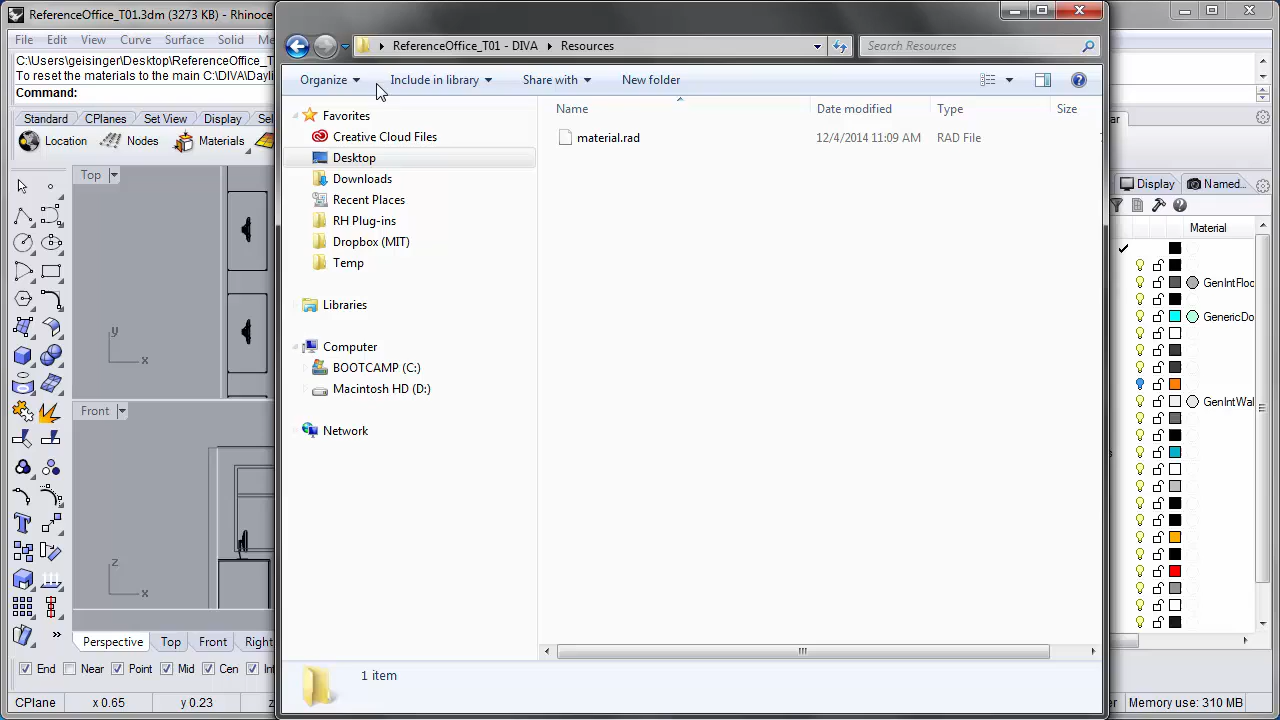 ReferenceOffice_T01.3dm (3273 KB) - Rhinoce
File Edit View Curve Surface Solid
C:\Users\geisinger\Desktop\ReferenceOffice_T
To reset the materials to the main C:\DIVA\Dayli
Command:
Standard CPlanes Set View Display Sel
Location Nodes Materials
Top
y
x
Front
z
x
Perspective Top Front Right
End Near Point Mid Cen Int
CPlane x 0.65 y 0.23 z
ReferenceOffice_T01 - DIVA Resources
Search Resources
Organize Include in library Share with New folder
Favorites
Creative Cloud Files
Desktop
Downloads
Recent Places
RH Plug-ins
Dropbox (MIT)
Temp
Libraries
Computer
BOOTCAMP (C:)
Macintosh HD (D:)
Network
Name Date modified Type Size
material.rad 12/4/2014 11:09 AM RAD File
1 item
Display Named...
Material
GenIntFloo
GenericDo
GenIntWal
Memory use: 310 MB